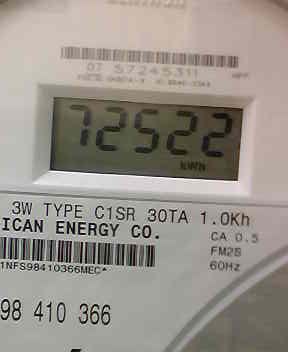 07 57245311
72522
KWH
3W TYPE C1SR 30TA 1.0Kh
ICAN ENERGY CO.
CA 0.5
FM2S
60Hz
1NFS98410366MEC*
98 410 366